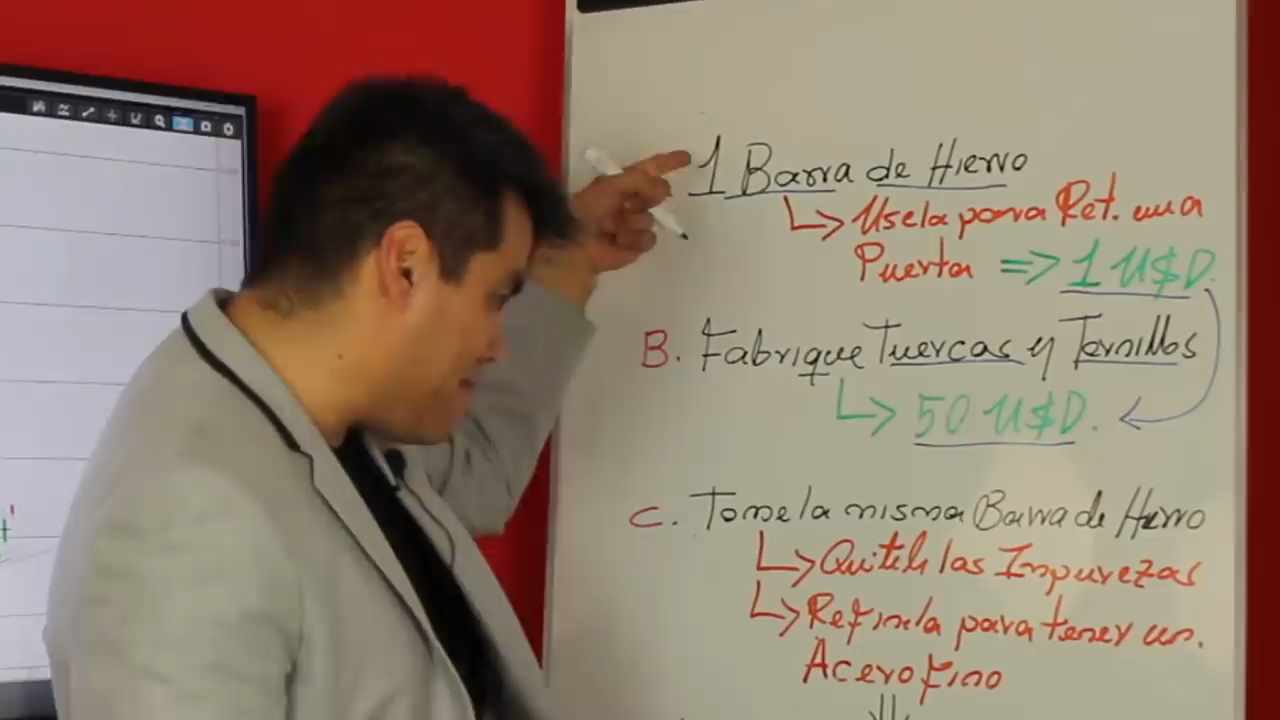 1 Barra de Hierro
↳ Usela para Ret. una
Puerta => 1 U$D.
B. Fabrique Tuercas y Tornillos
↳ 50 U$D.
C. Tome la misma Barra de Hierro
↳ Quitele las Impurezas
↳ Refinela para tener un.
Acero fino